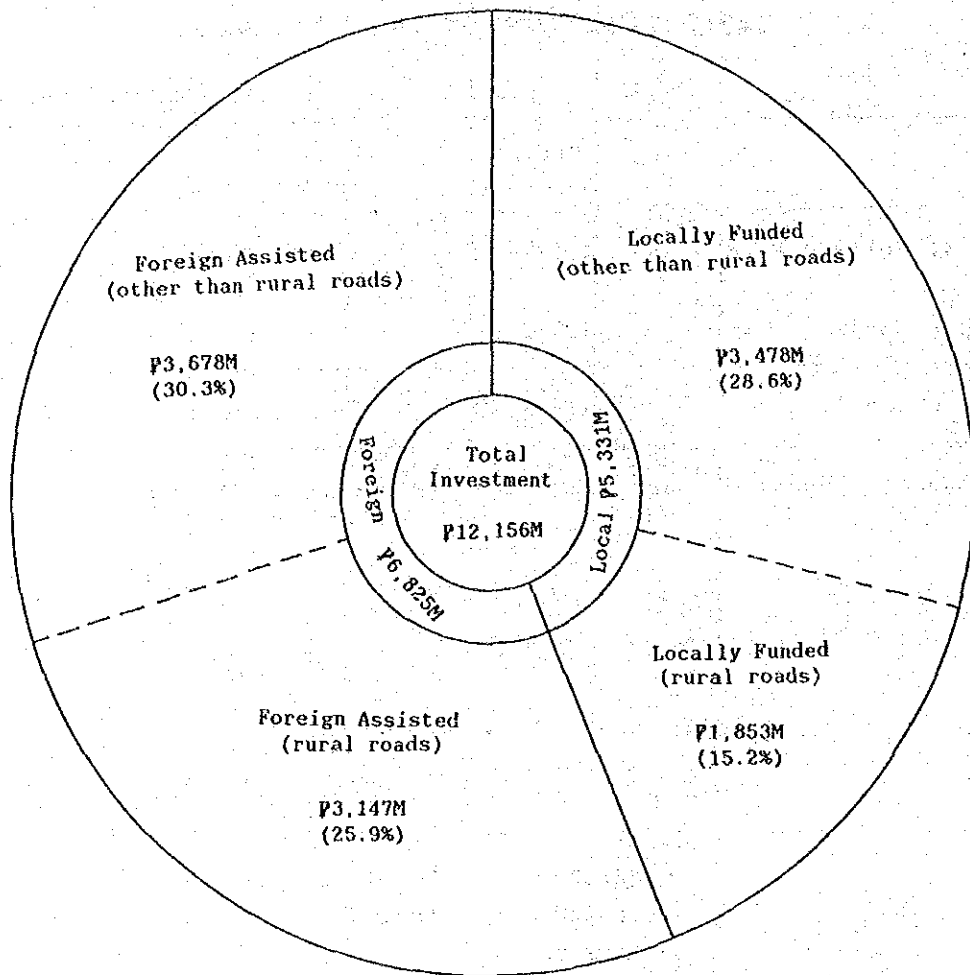 Foreign Assisted
(other than rural roads)
₱3,678M
(30.3%)
Locally Funded
(other than rural roads)
₱3,478M
(28.6%)
Total
Investment
₱12,156M
Foreign ₱6,825M
Local ₱5,331M
Foreign Assisted
(rural roads)
₱3,147M
(25.9%)
Locally Funded
(rural roads)
₱1,853M
(15.2%)